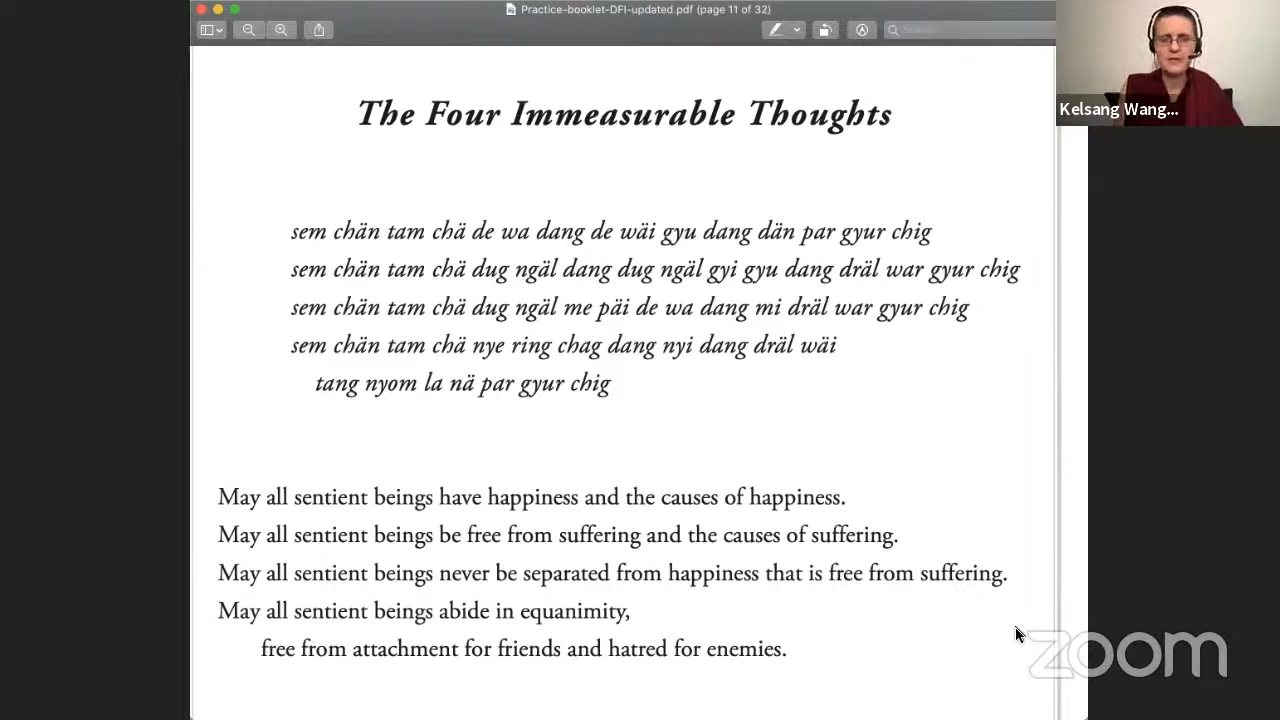 Practice-booklet-DFI-updated.pdf (page 11 of 32)
Search
Kelsang Wang...
The Four Immeasurable Thoughts
sem chän tam chä de wa dang de wäi gyu dang dän par gyur chig
sem chän tam chä dug ngäl dang dug ngäl gyi gyu dang dräl war gyur chig
sem chän tam chä dug ngäl me päi de wa dang mi dräl war gyur chig
sem chän tam chä nye ring chag dang nyi dang dräl wäi
tang nyom la nä par gyur chig
May all sentient beings have happiness and the causes of happiness.
May all sentient beings be free from suffering and the causes of suffering.
May all sentient beings never be separated from happiness that is free from suffering.
May all sentient beings abide in equanimity,
free from attachment for friends and hatred for enemies.
zoom